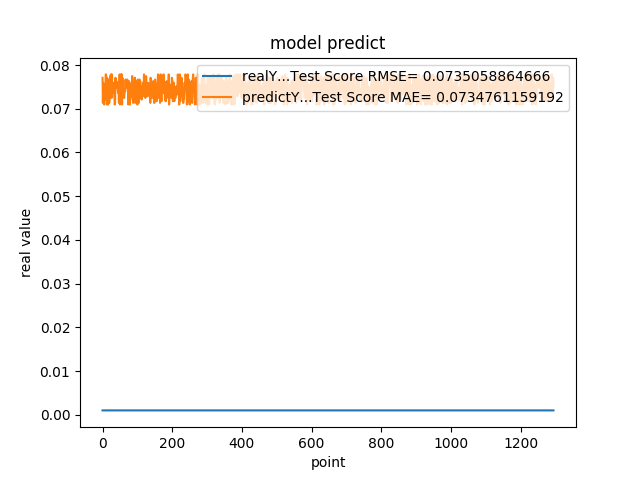 model predict
realY...Test Score RMSE= 0.0735058864666
predictY...Test Score MAE= 0.0734761159192
0.08
0.07
0.06
0.05
0.04
0.03
0.02
0.01
0.00
real value
0 200 400 600 800 1000 1200
point